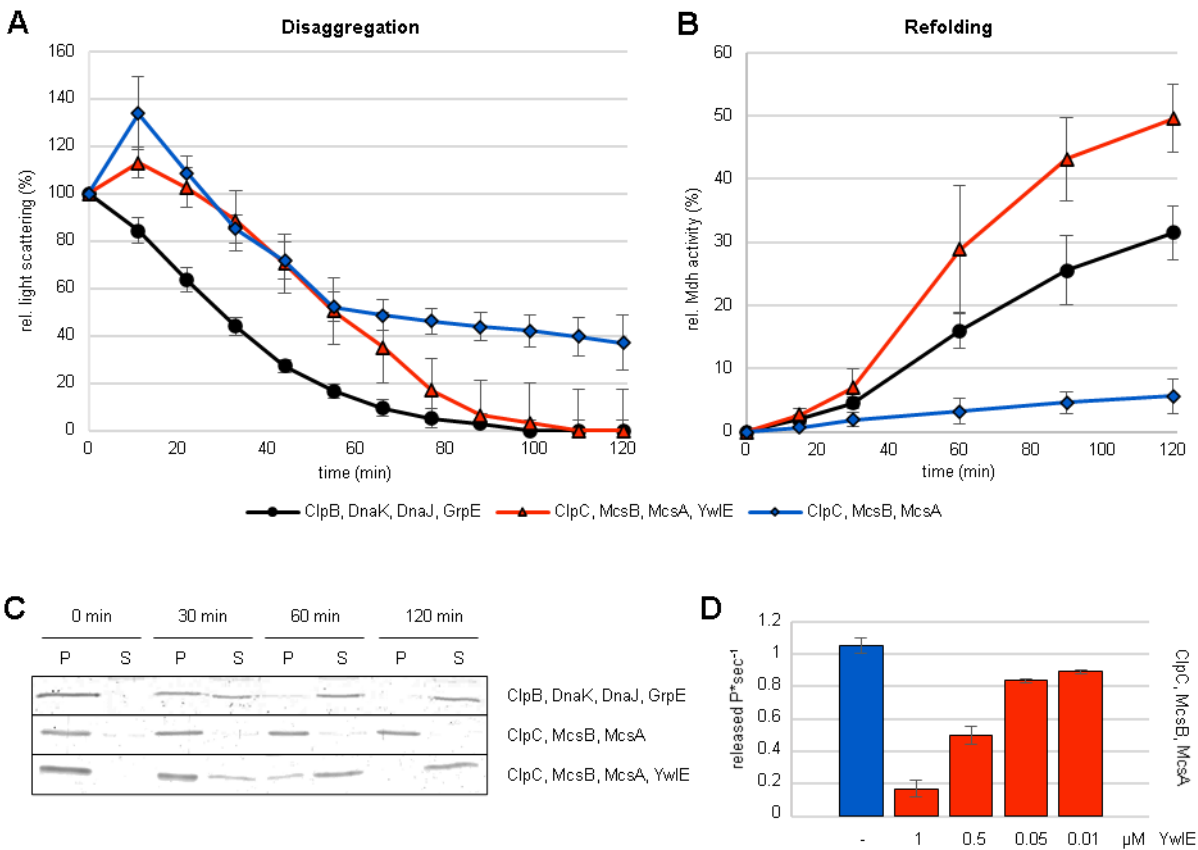 A
Disaggregation
160
140
120
100
80
60
40
20
0
rel. light scattering (%)
0 20 40 60 80 100 120
time (min)
B
Refolding
60
50
40
30
20
10
0
rel. Mdh activity (%)
0 20 40 60 80 100 120
time (min)
ClpB, DnaK, DnaJ, GrpE ClpC, McsB, McsA, YwlE ClpC, McsB, McsA
C
0 min 30 min 60 min 120 min
P S P S P S P S
ClpB, DnaK, DnaJ, GrpE
ClpC, McsB, McsA
ClpC, McsB, McsA, YwlE
D
1.2
1
0.8
0.6
0.4
0.2
0
released P*sec⁻¹
- 1 0.5 0.05 0.01 µM YwlE
ClpC, McsB, McsA